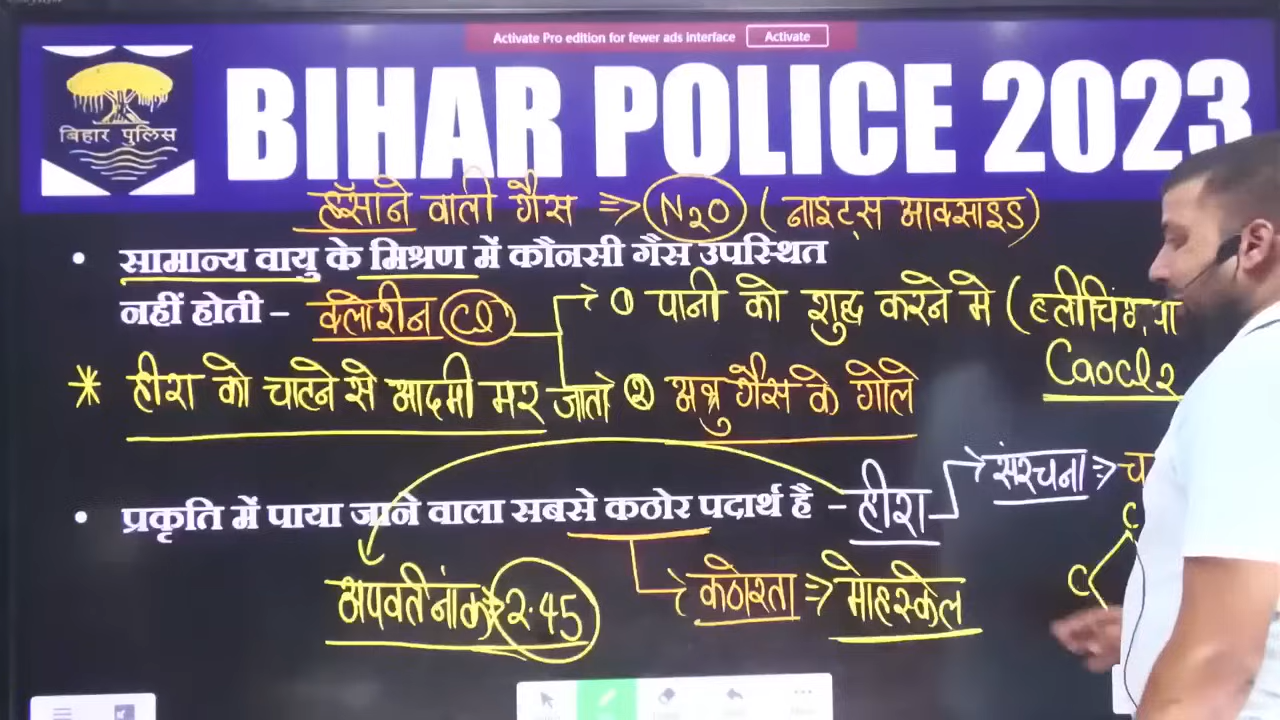 Activate Pro edition for fewer ads interface Activate
बिहार पुलिस
BIHAR POLICE 2023
हँसाने वाली गैस ⇒ N2O (नाइट्रस आक्साइड)
• सामान्य वायु के मिश्रण में कौनसी गैस उपस्थित
नहीं होती – क्लोरीन (Cl) → ① पानी को शुद्ध करने मे (ब्लीचिंग, पा
CaOCl2
* हीरा को चाटने से आदमी मर जाता ② अश्रु गैस के गोले
• प्रकृति में पाया जाने वाला सबसे कठोर पदार्थ है – हीरा → संरचना ⇒ च
C
C
अपवर्तनांक ⇒ 2.45 → कठोरता ⇒ मोहस्केल